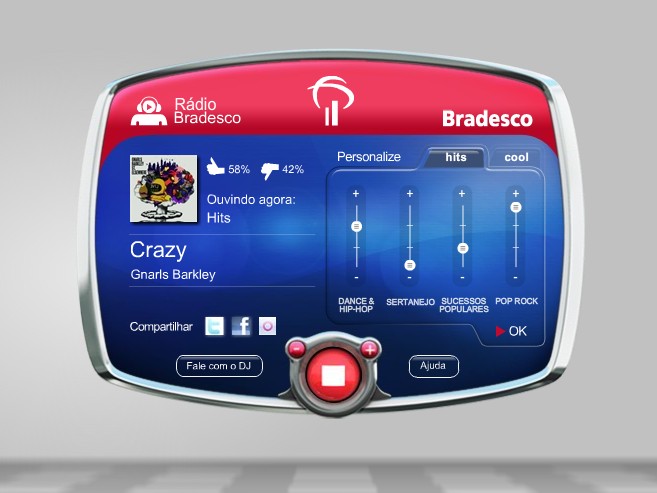 Rádio
Bradesco
Bradesco
58%
42%
Ouvindo agora:
Hits
Crazy
Gnarls Barkley
Compartilhar
Fale com o DJ
Personalize
hits
cool
+ + + +
- - - -
DANCE &
HIP-HOP
SERTANEJO
SUCESSOS
POPULARES
POP ROCK
OK
- +
Ajuda